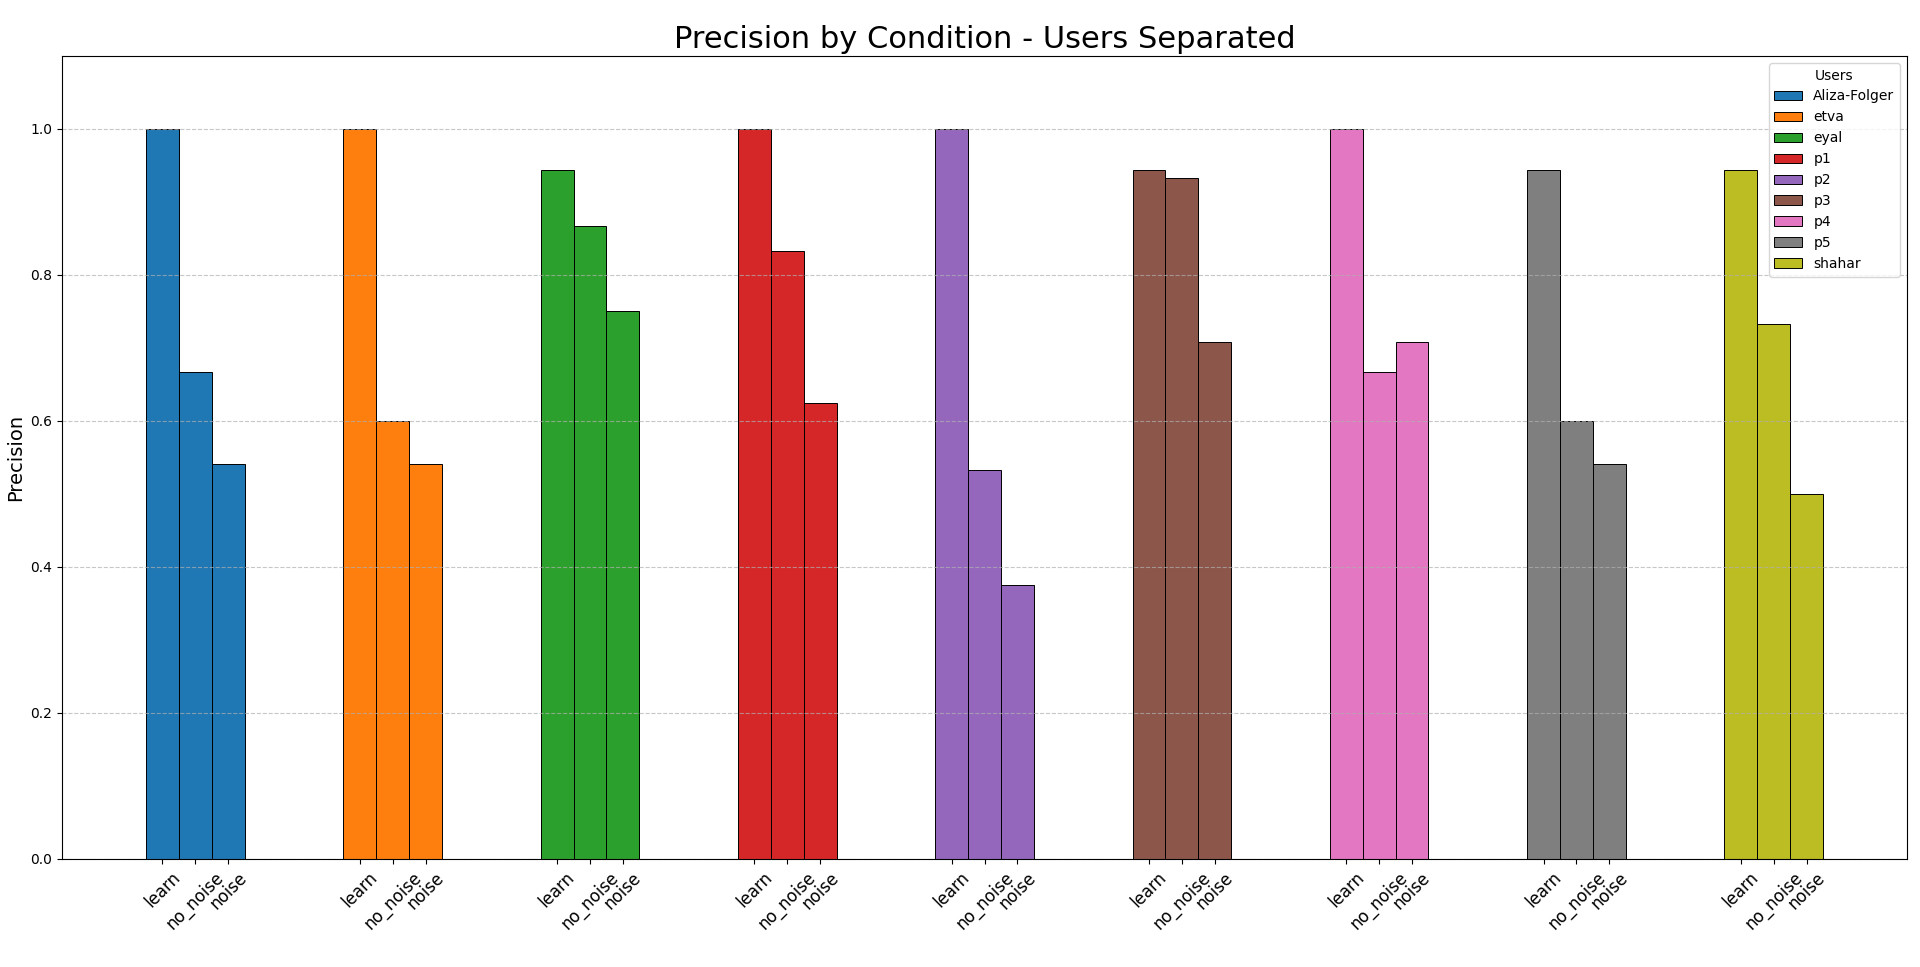 Precision by Condition - Users Separated
Users
Aliza-Folger
etva
eyal
p1
p2
p3
p4
p5
shahar
Precision
1.0
0.8
0.6
0.4
0.2
0.0
learn no_noise noise learn no_noise noise learn no_noise noise learn no_noise noise learn no_noise noise learn no_noise noise learn no_noise noise learn no_noise noise learn no_noise noise